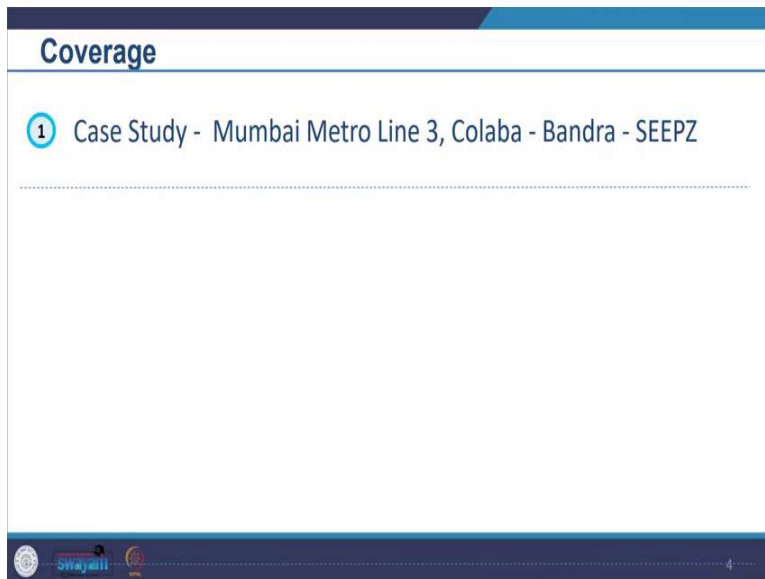 Coverage
1 Case Study - Mumbai Metro Line 3, Colaba - Bandra - SEEPZ
swayam
4